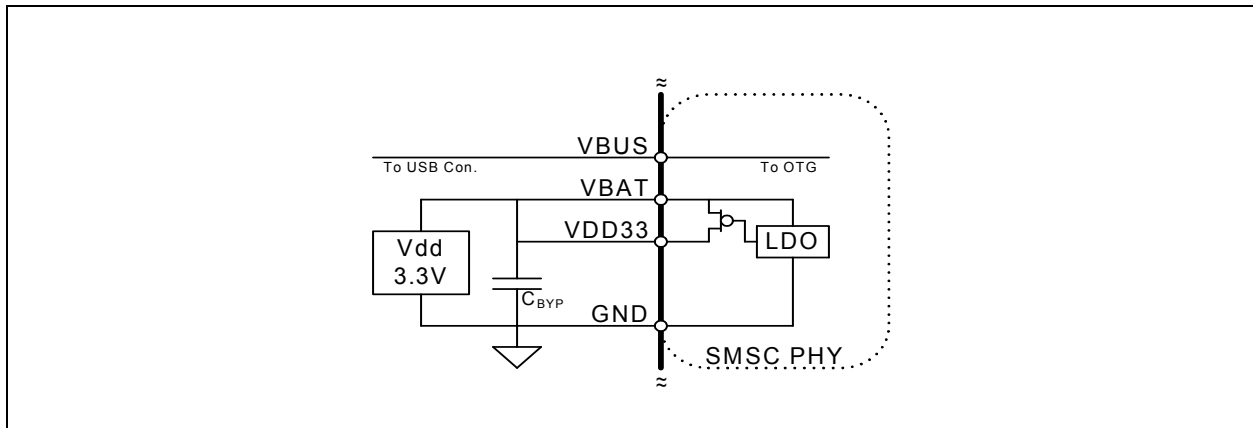 ≈
VBUS
To USB Con.
To OTG
VBAT
VDD33
LDO
Vdd
3.3V
CBYP
GND
SMSC PHY
≈